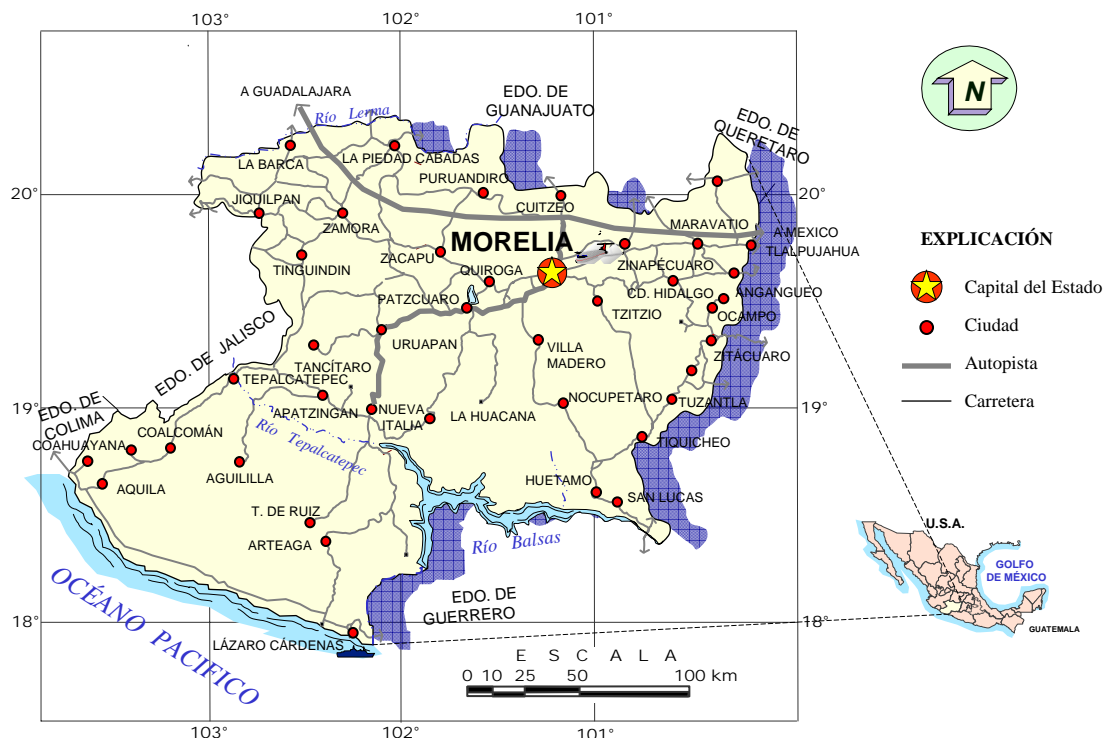 103°
102°
101°
A GUADALAJARA
Río Lerma
EDO. DE
GUANAJUATO
EDO. DE
QUERETARO
N
LA BARCA
LA PIEDAD CABADAS
PURUANDIRO
20°
20°
CUITZEO
JIQUILPAN
ZAMORA
MARAVATIO
A MEXICO
TLALPUJAHUA
MORELIA
ZACAPU
TINGUINDIN
QUIROGA
ZINAPÉCUARO
EXPLICACIÓN
Capital del Estado
Ciudad
Autopista
Carretera
PATZCUARO
CD. HIDALGO
ANGANGUEO
TZITZIO
OCAMPO
EDO. DE JALISCO
URUAPAN
VILLA
MADERO
ZITÁCUARO
TANCÍTARO
TEPALCATEPEC
EDO. DE
COLIMA
APATZINGAN
NUEVA
ITALIA
LA HUACANA
NOCUPETARO
TUZANTLA
19°
19°
COAHUAYANA
COALCOMÁN
Río Tepalcatepec
TIQUICHEO
AGUILILLA
AQUILA
HUETAMO
SAN LUCAS
T. DE RUIZ
ARTEAGA
Río Balsas
U.S.A.
GOLFO
DE MÉXICO
GUATEMALA
OCÉANO PACIFICO
EDO. DE
GUERRERO
18°
18°
LÁZARO CÁRDENAS
E S C A L A
0 10 25 50 100 km
103°
102°
101°